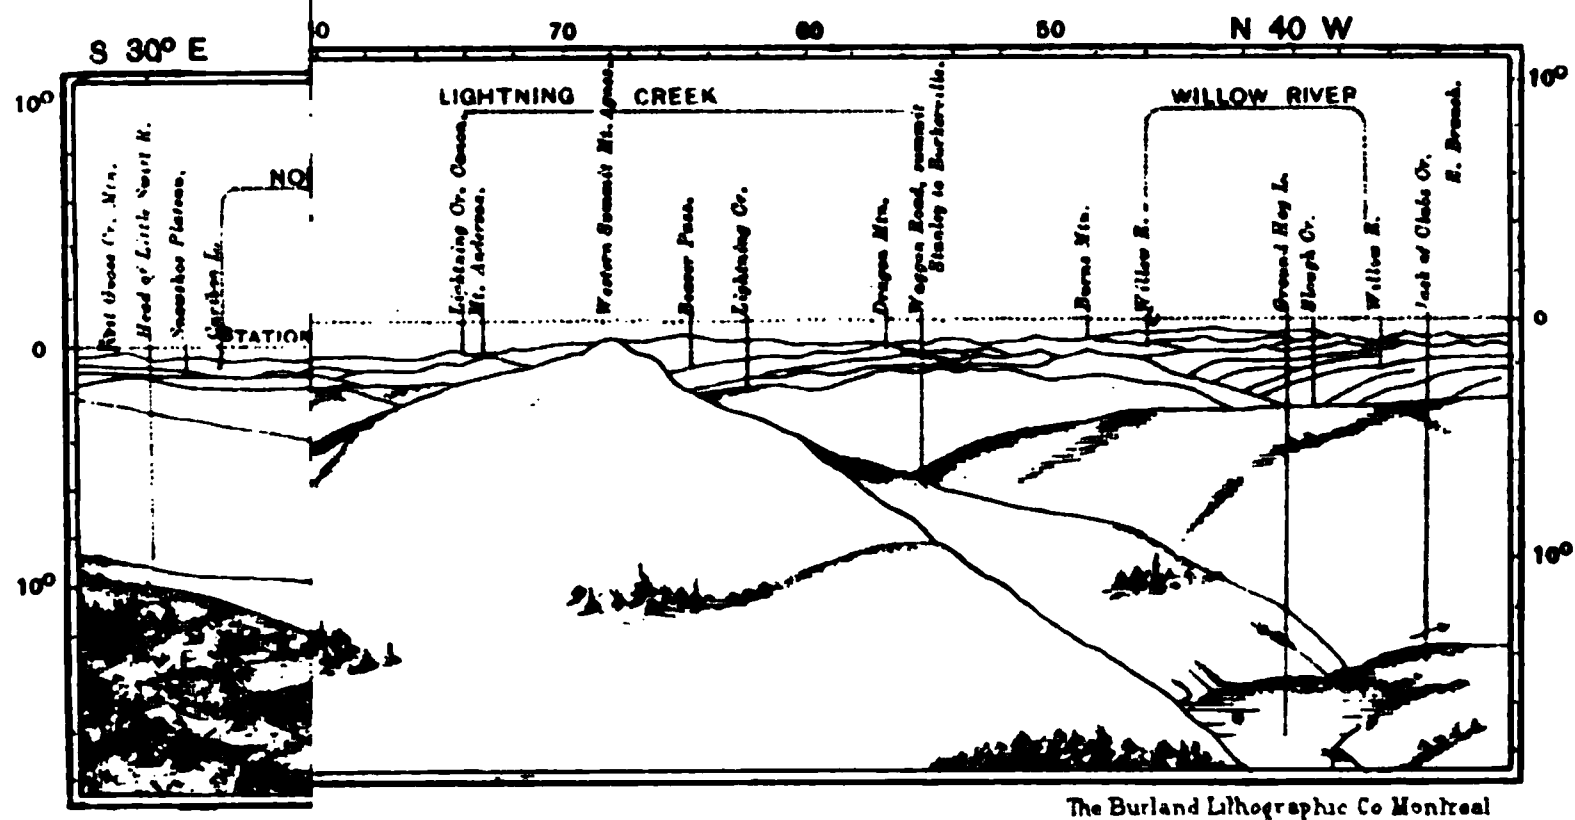 S 30° E
70
60
50
N 40 W
10°
10°
LIGHTNING CREEK
WILLOW RIVER
NO
Head of Little R.
Plateau.
Cariboo L.
Lightning Cr. Canon.
Mt. Anderson.
Western Summit Mt. Agnes.
Beaver Pass.
Lightning Cr.
Dragon Mtn.
Waggon Road, summit
Stanley to Barkerville.
Burns Mtn.
Willow R.
Ground Hog L.
Slough Cr.
Willow R.
Jack of Clubs Cr.
E. Branch.
STATION
0
0
10°
10°
The Burland Lithographic Co Montreal